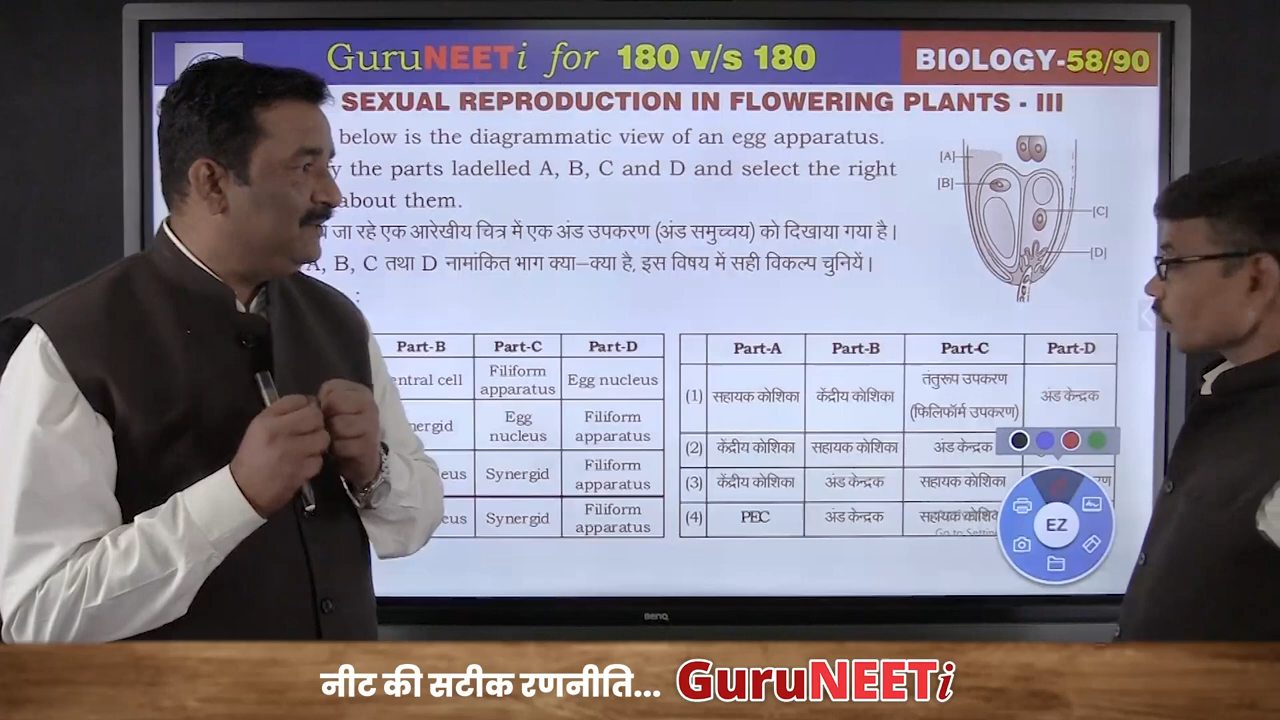 GuruNEETi for 180 v/s 180
BIOLOGY-58/90
SEXUAL REPRODUCTION IN FLOWERING PLANTS - III
below is the diagrammatic view of an egg apparatus.
y the parts ladelled A, B, C and D and select the right
about them.
जा रहे एक आरेखीय चित्र में एक अंड उपकरण (अंड समुच्चय) को दिखाया गया है।
A, B, C तथा D नामांकित भाग क्या–क्या है, इस विषय में सही विकल्प चुनिये।
:
[A]
[B]
[C]
[D]
Part-B Part-C Part-D
entral cell Filiform apparatus Egg nucleus
nergid Egg nucleus Filiform apparatus
eus Synergid Filiform apparatus
eus Synergid Filiform apparatus
Part-A Part-B Part-C Part-D
(1) सहायक कोशिका केंद्रीय कोशिका तंतुरूप उपकरण (फिलिफॉर्म उपकरण) अंड केन्द्रक
(2) केंद्रीय कोशिका सहायक कोशिका अंड केन्द्रक
(3) केंद्रीय कोशिका अंड केन्द्रक सहायक कोशिका
(4) PEC अंड केन्द्रक
Go to Settin
EZ
BenQ
नीट की सटीक रणनीति... GuruNEETi